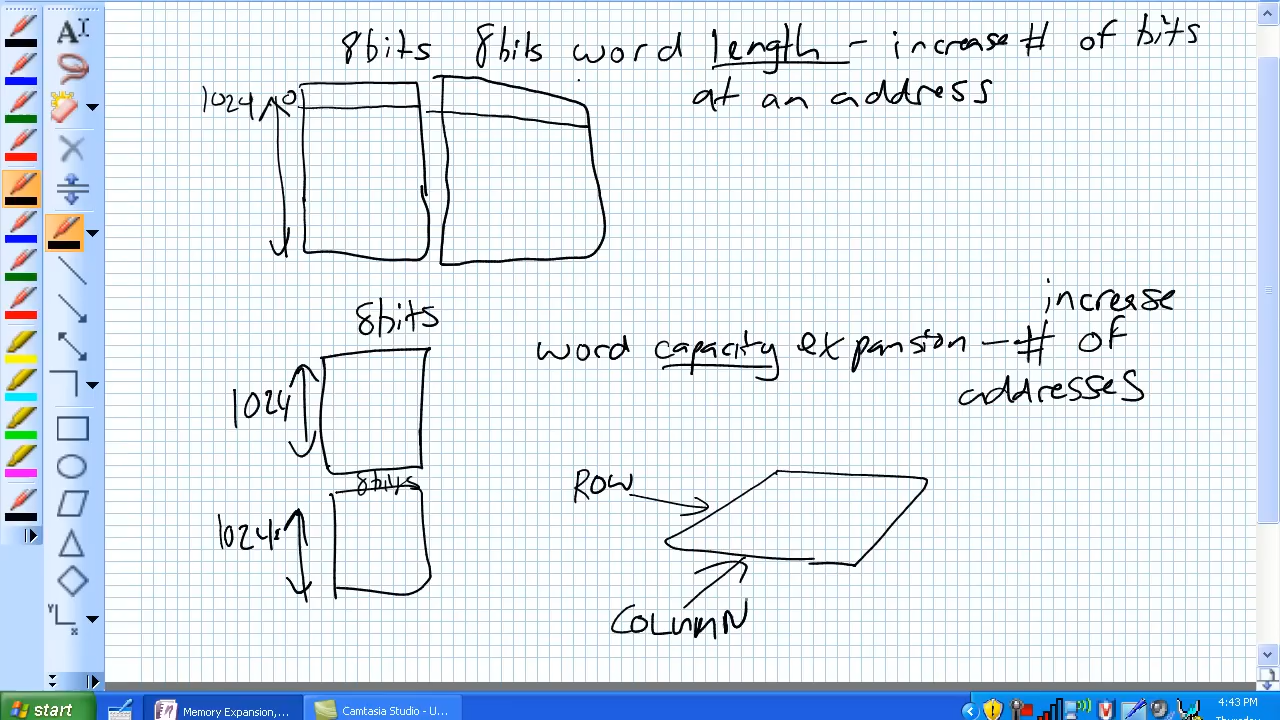 8bits 8bits word length - increase # of bits
at an address
1024
0
8bits
increase
word capacity expansion - # of
addresses
1024
8bits
1024
ROW
COLUMN
start
Memory Expansion,...
Camtasia Studio - U...
4:43 PM
Thursday